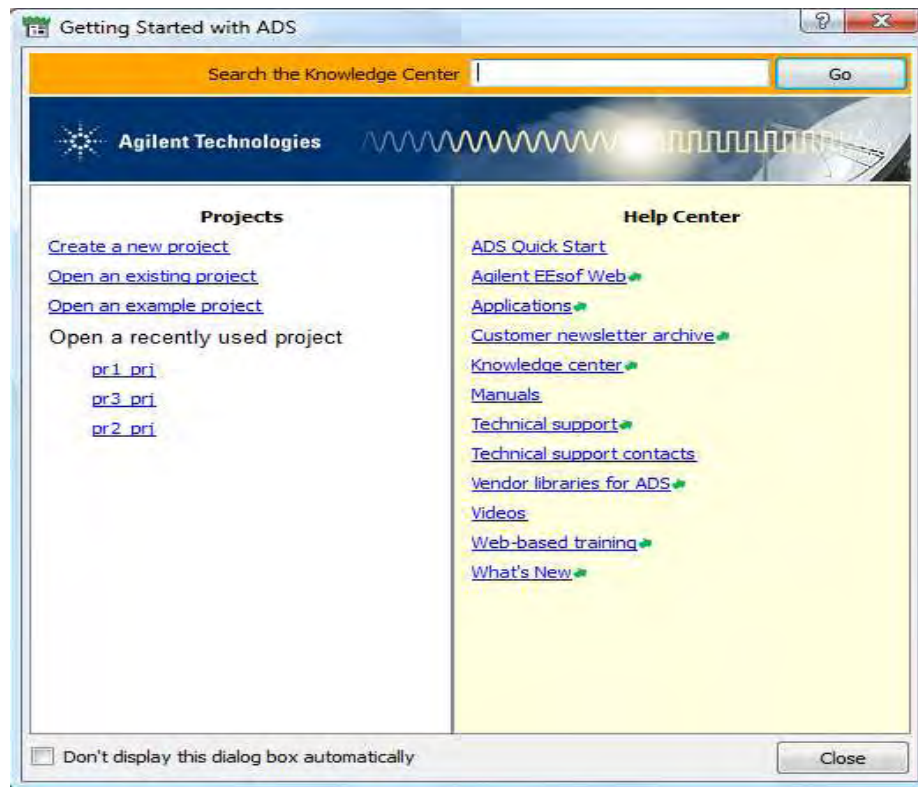 Getting Started with ADS
Search the Knowledge Center
Go
Agilent Technologies
Projects
Create a new project
Open an existing project
Open an example project
Open a recently used project
pr1_prj
pr3_prj
pr2_prj
Help Center
ADS Quick Start
Agilent EEsof Web
Applications
Customer newsletter archive
Knowledge center
Manuals
Technical support
Technical support contacts
Vendor libraries for ADS
Videos
Web-based training
What's New
Don't display this dialog box automatically
Close